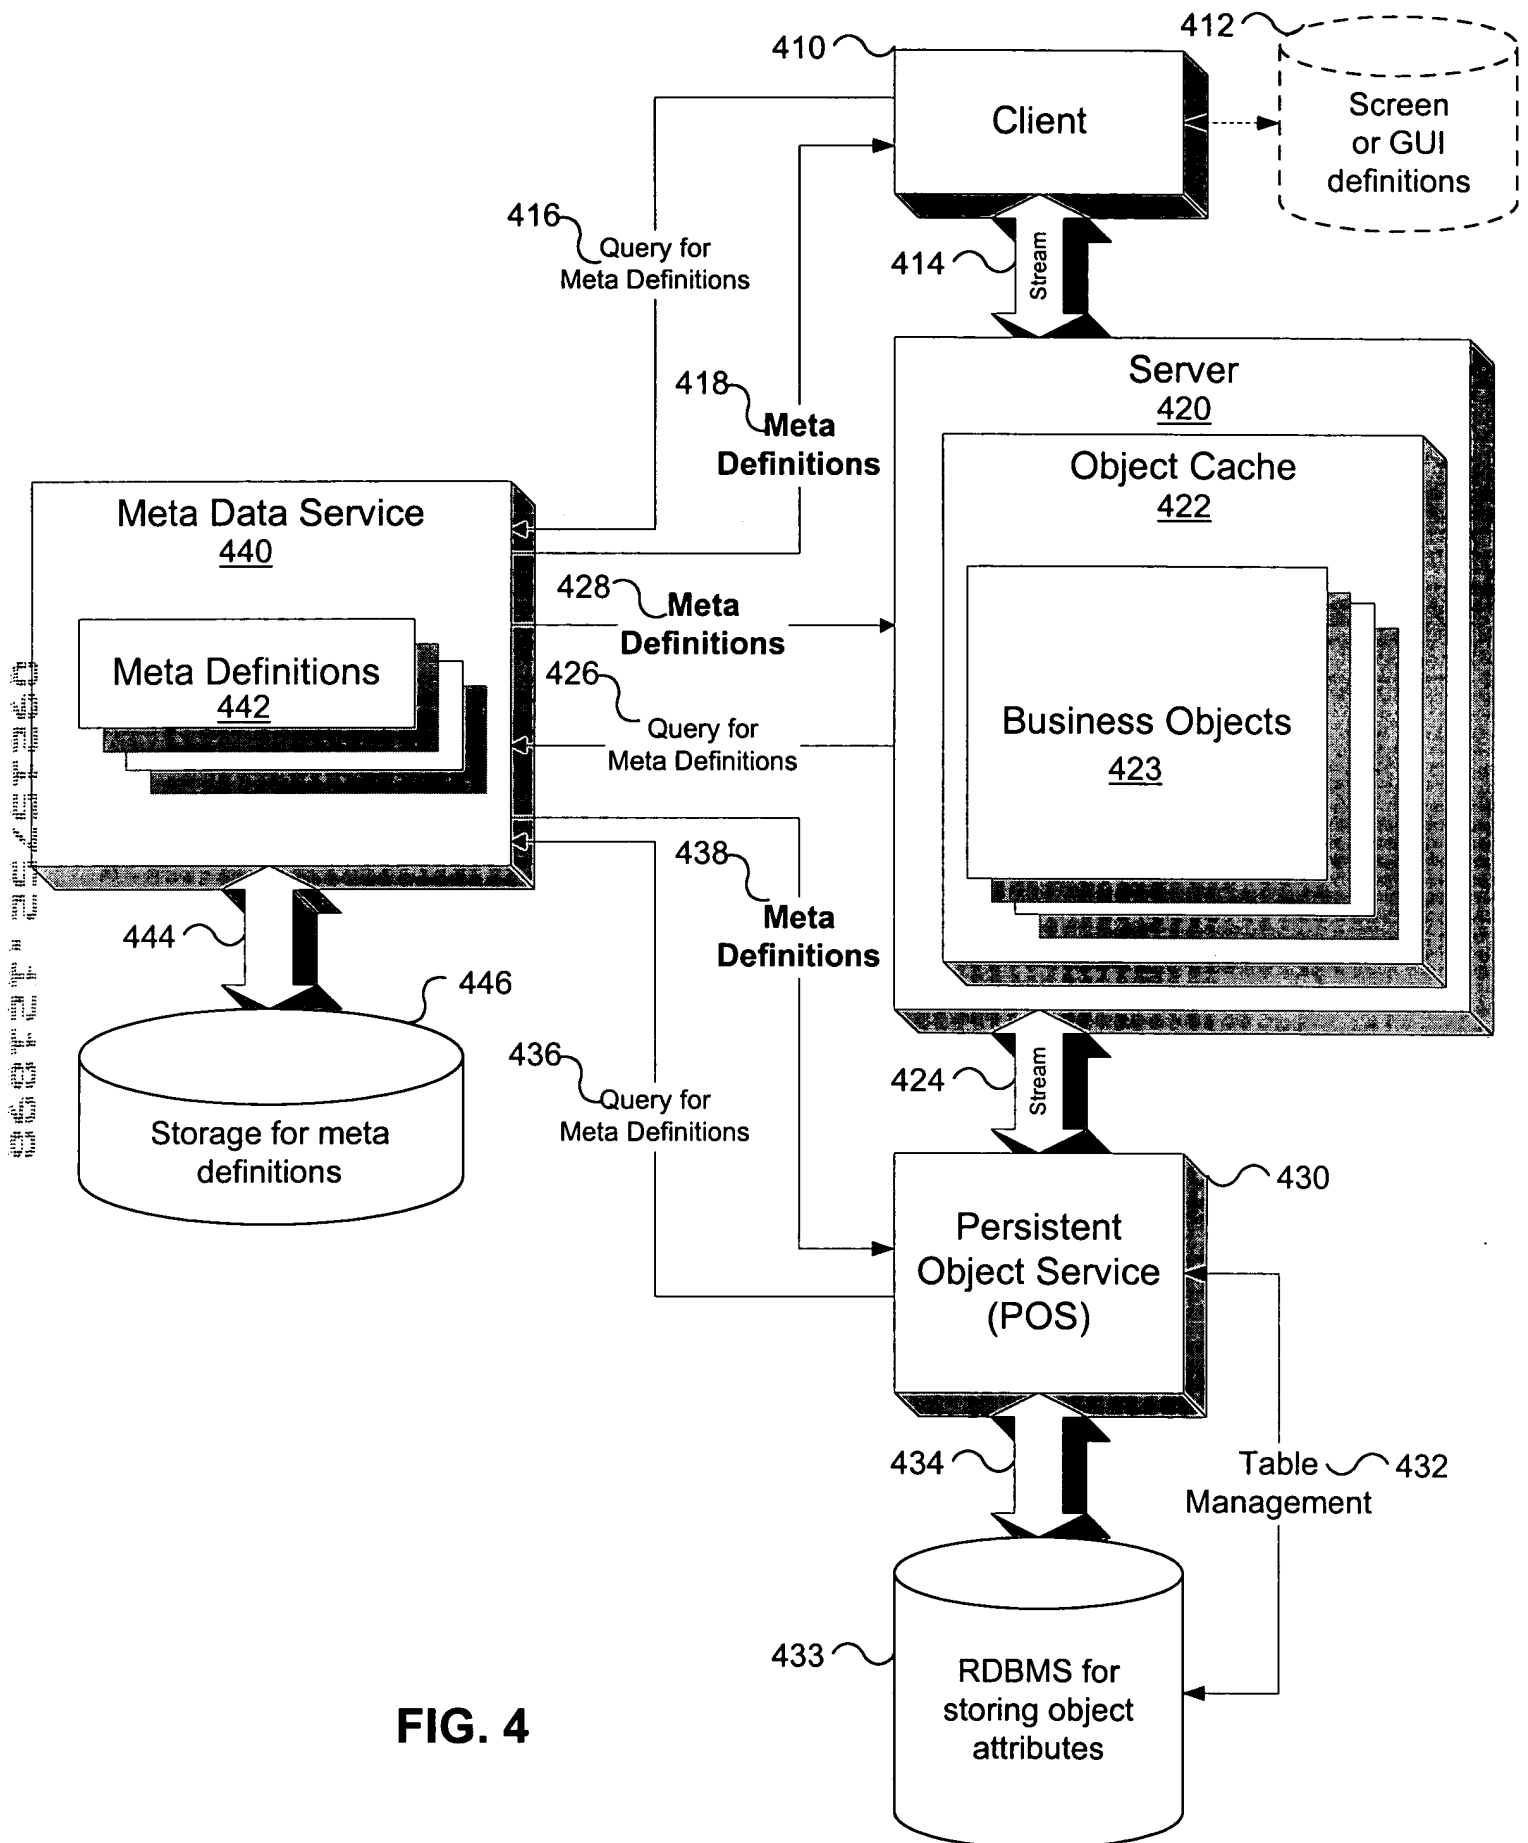 412
410
Client
Screen
or GUI
definitions
416
Query for
Meta Definitions
414
Stream
418
Meta
Definitions
Server
420
Object Cache
422
Meta Data Service
440
428
Meta
Definitions
Meta Definitions
442
426
Query for
Meta Definitions
Business Objects
423
438
Meta
Definitions
444
446
436
Query for
Meta Definitions
424
Stream
Storage for meta
definitions
430
Persistent
Object Service
(POS)
434
Table
Management
432
433
RDBMS for
storing object
attributes
FIG. 4